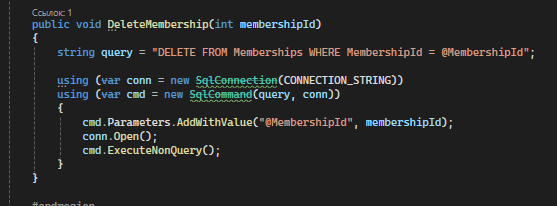 Ссылок: 1
public void DeleteMembership(int membershipId)
{
string query = "DELETE FROM Memberships WHERE MembershipId = @MembershipId";
using (var conn = new SqlConnection(CONNECTION_STRING))
using (var cmd = new SqlCommand(query, conn))
{
cmd.Parameters.AddWithValue("@MembershipId", membershipId);
conn.Open();
cmd.ExecuteNonQuery();
}
}
#endregion